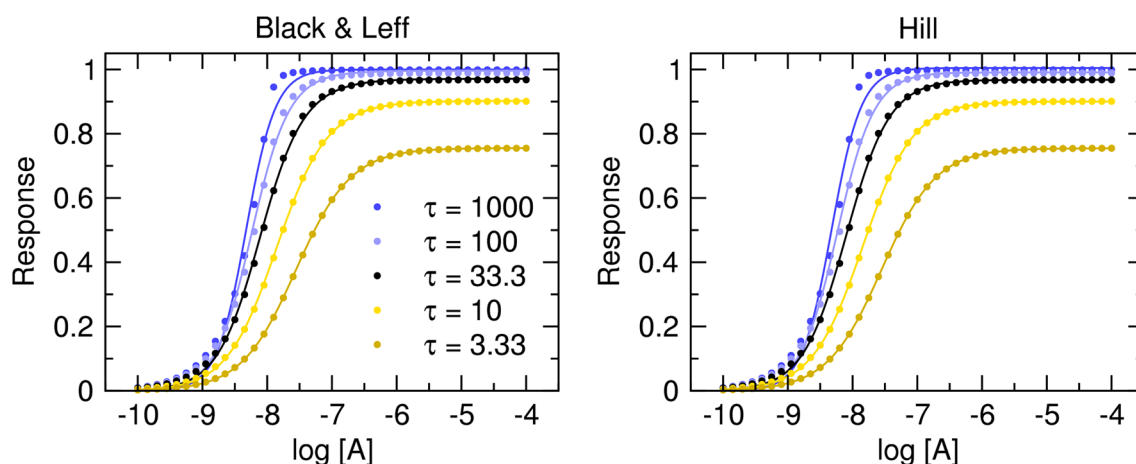 Black & Leff
Response
1
0.8
0.6
0.4
0.2
0
τ = 1000
τ = 100
τ = 33.3
τ = 10
τ = 3.33
-10 -9 -8 -7 -6 -5 -4
log [A]
Hill
Response
1
0.8
0.6
0.4
0.2
0
-10 -9 -8 -7 -6 -5 -4
log [A]